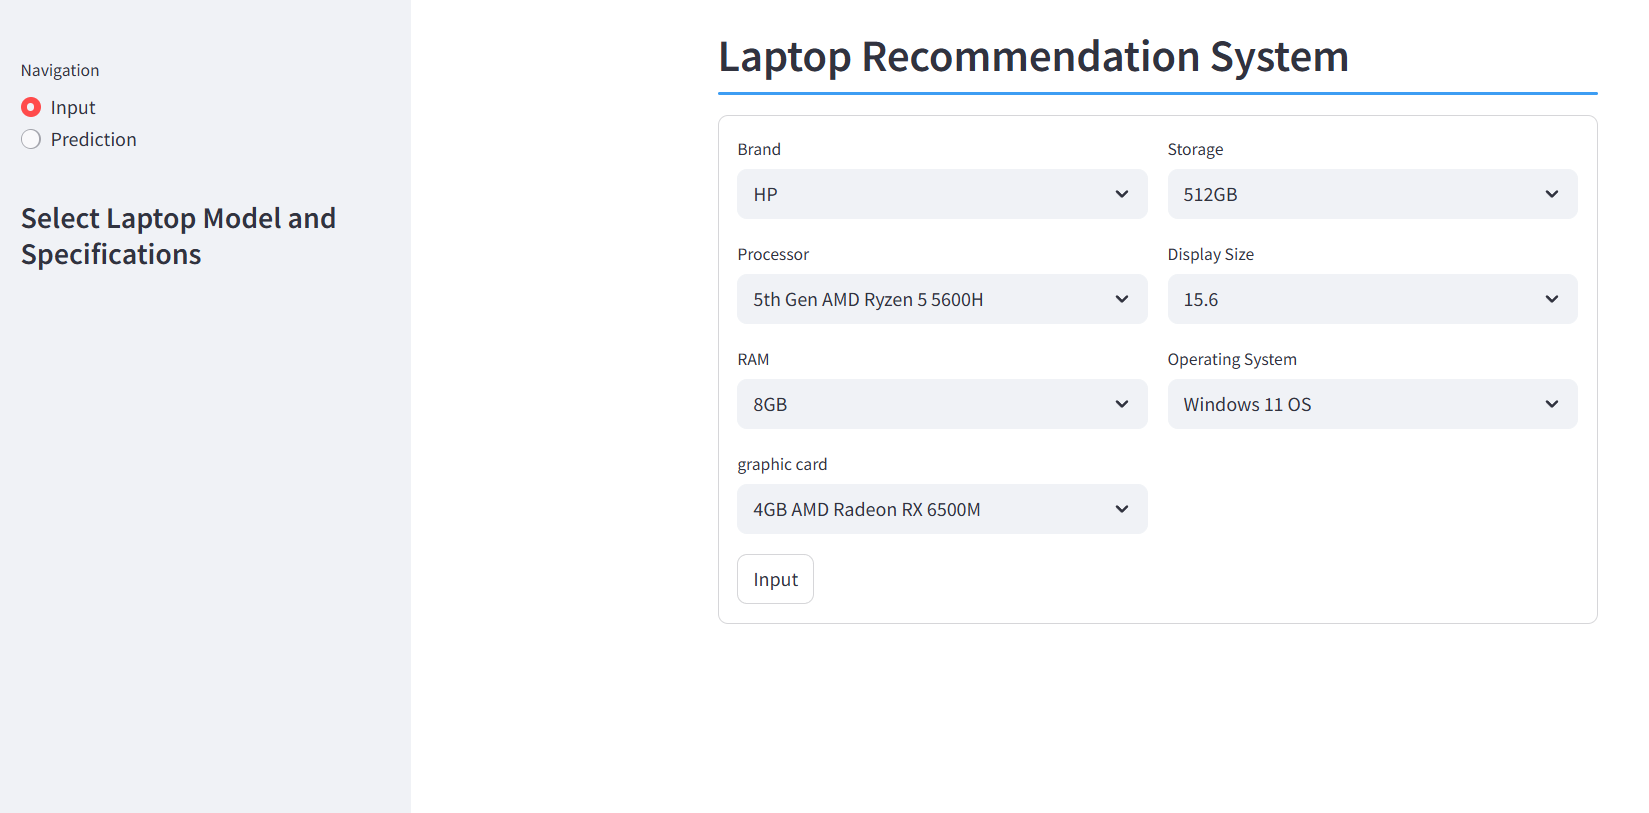 Navigation
Input
Prediction
Select Laptop Model and
Specifications
Laptop Recommendation System
Brand
HP
Processor
5th Gen AMD Ryzen 5 5600H
RAM
8GB
graphic card
4GB AMD Radeon RX 6500M
Input
Storage
512GB
Display Size
15.6
Operating System
Windows 11 OS